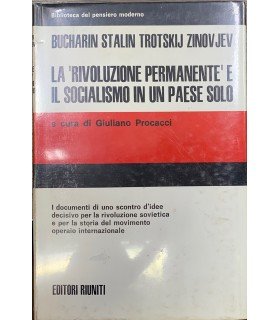 Biblioteca del pensiero moderno
BUCHARIN STALIN TROTSKIJ ZINOVJEV
LA 'RIVOLUZIONE PERMANENTE' E
IL SOCIALISMO IN UN PAESE SOLO
a cura di Giuliano Procacci
I documenti di uno scontro d'idee
decisivo per la rivoluzione sovietica
e per la storia del movimento
operaio internazionale
EDITORI RIUNITI